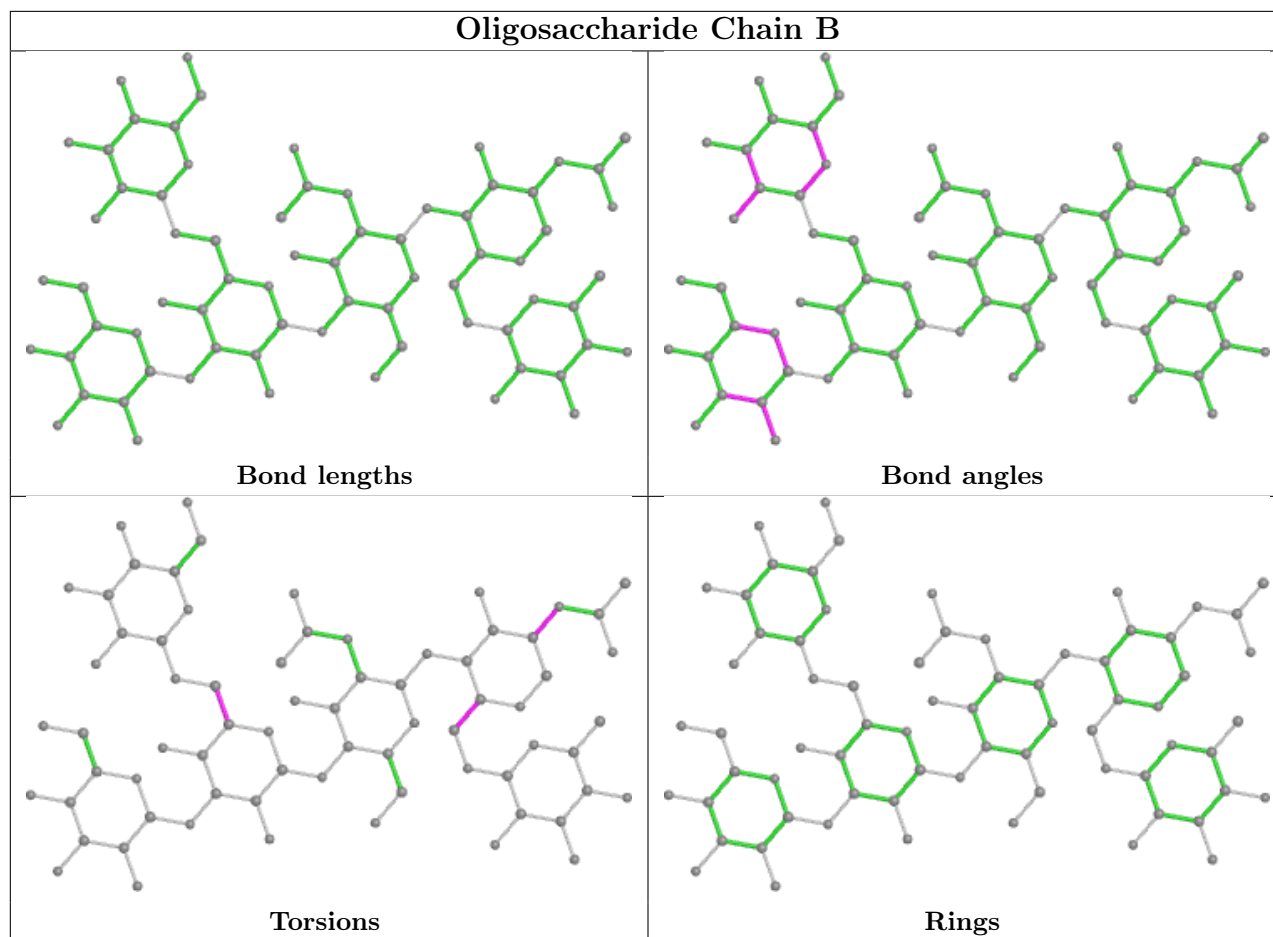 Oligosaccharide Chain B
Bond lengths
Bond angles
Torsions
Rings